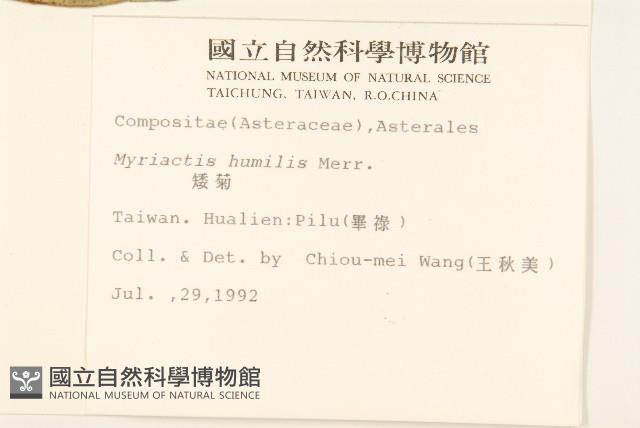 國立自然科學博物館
NATIONAL MUSEUM OF NATURAL SCIENCE
TAICHUNG, TAIWAN, R.O.CHINA
Compositae(Asteraceae),Asterales
Myriactis humilis Merr.
矮菊
Taiwan. Hualien:Pilu(畢祿)
Coll. & Det. by Chiou-mei Wang(王秋美)
Jul. ,29,1992
國立自然科學博物館
NATIONAL MUSEUM OF NATURAL SCIENCE